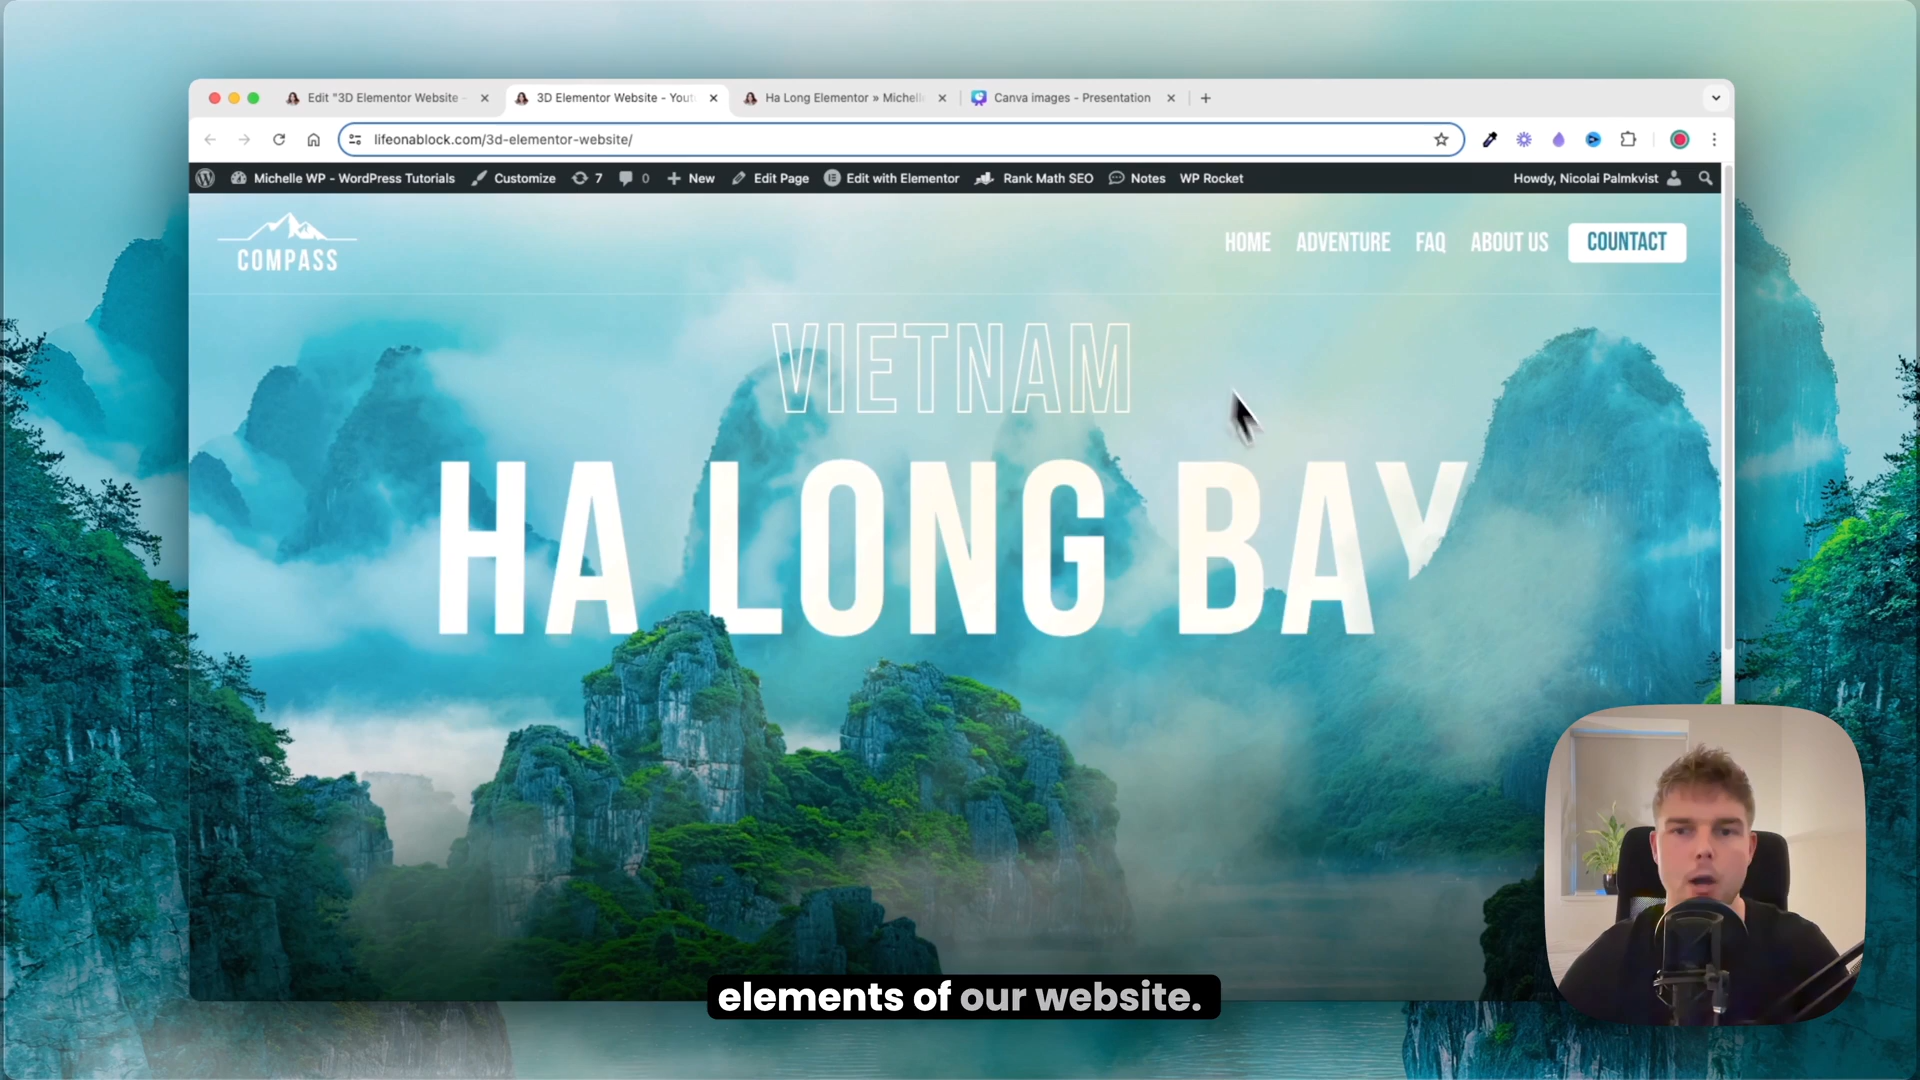 Edit "3D Elementor Website -
3D Elementor Website - Yout
Ha Long Elementor » Michell
Canva images - Presentation
lifeonablock.com/3d-elementor-website/
Michelle WP - WordPress Tutorials
Customize
7
0
New
Edit Page
Edit with Elementor
Rank Math SEO
Notes
WP Rocket
Howdy, Nicolai Palmkvist
COMPASS
HOME
ADVENTURE
FAQ
ABOUT US
COUNTACT
VIETNAM
HA LONG BAY
elements of our website.